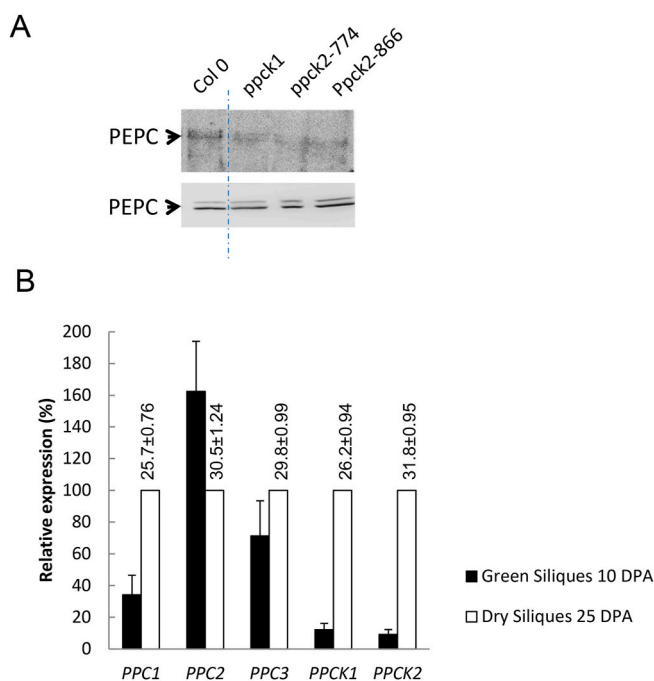 A
Col 0
ppck1
ppck2-774
Ppck2-866
PEPC
PEPC
B
Relative expression (%)
200
180
160
140
120
100
80
60
40
20
0
25.7±0.76
30.5±1.24
29.8±0.99
26.2±0.94
31.8±0.95
PPC1 PPC2 PPC3 PPCK1 PPCK2
Green Siliques 10 DPA
Dry Siliques 25 DPA